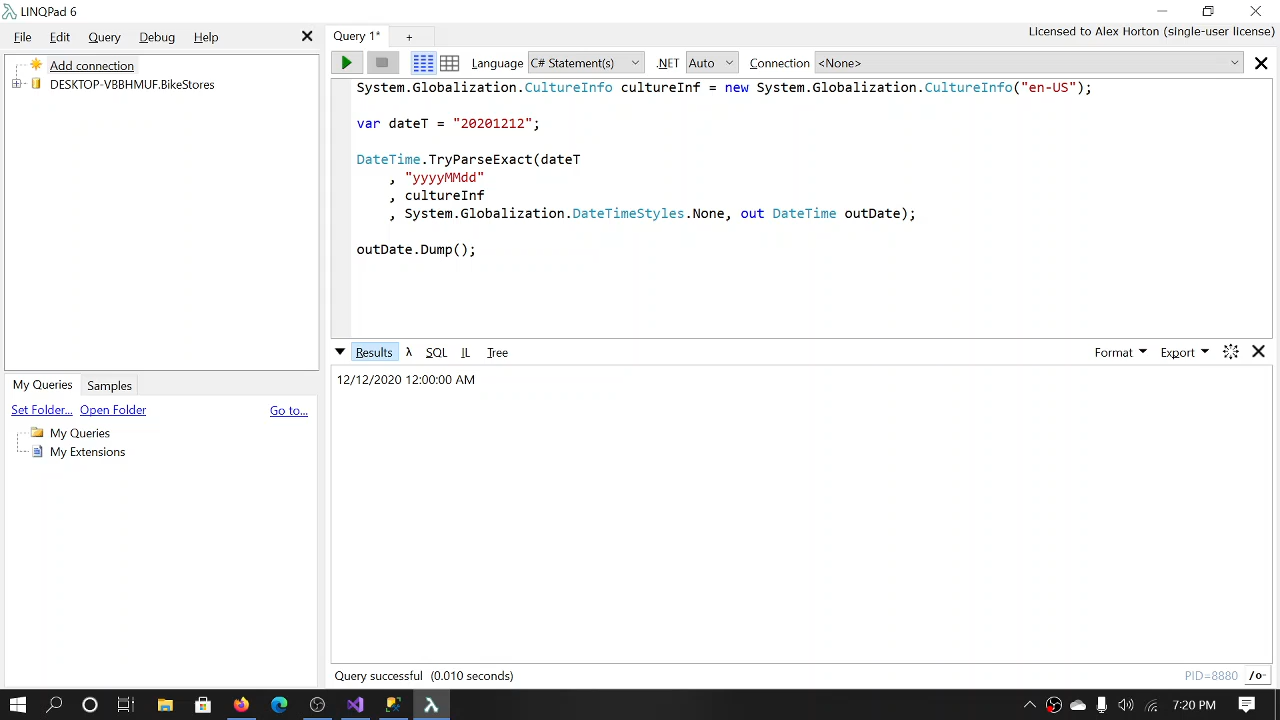 LINQPad 6
File Edit Query Debug Help
Query 1* +
Licensed to Alex Horton (single-user license)
Add connection
DESKTOP-VBBHMUF.BikeStores
Language C# Statement(s) .NET Auto Connection <None>
System.Globalization.CultureInfo cultureInf = new System.Globalization.CultureInfo("en-US");
var dateT = "20201212";
DateTime.TryParseExact(dateT
, "yyyyMMdd"
, cultureInf
, System.Globalization.DateTimeStyles.None, out DateTime outDate);
outDate.Dump();
Results λ SQL IL Tree
Format Export
12/12/2020 12:00:00 AM
My Queries Samples
Set Folder... Open Folder Go to...
My Queries
My Extensions
Query successful (0.010 seconds)
PID=8880 /o-
7:20 PM